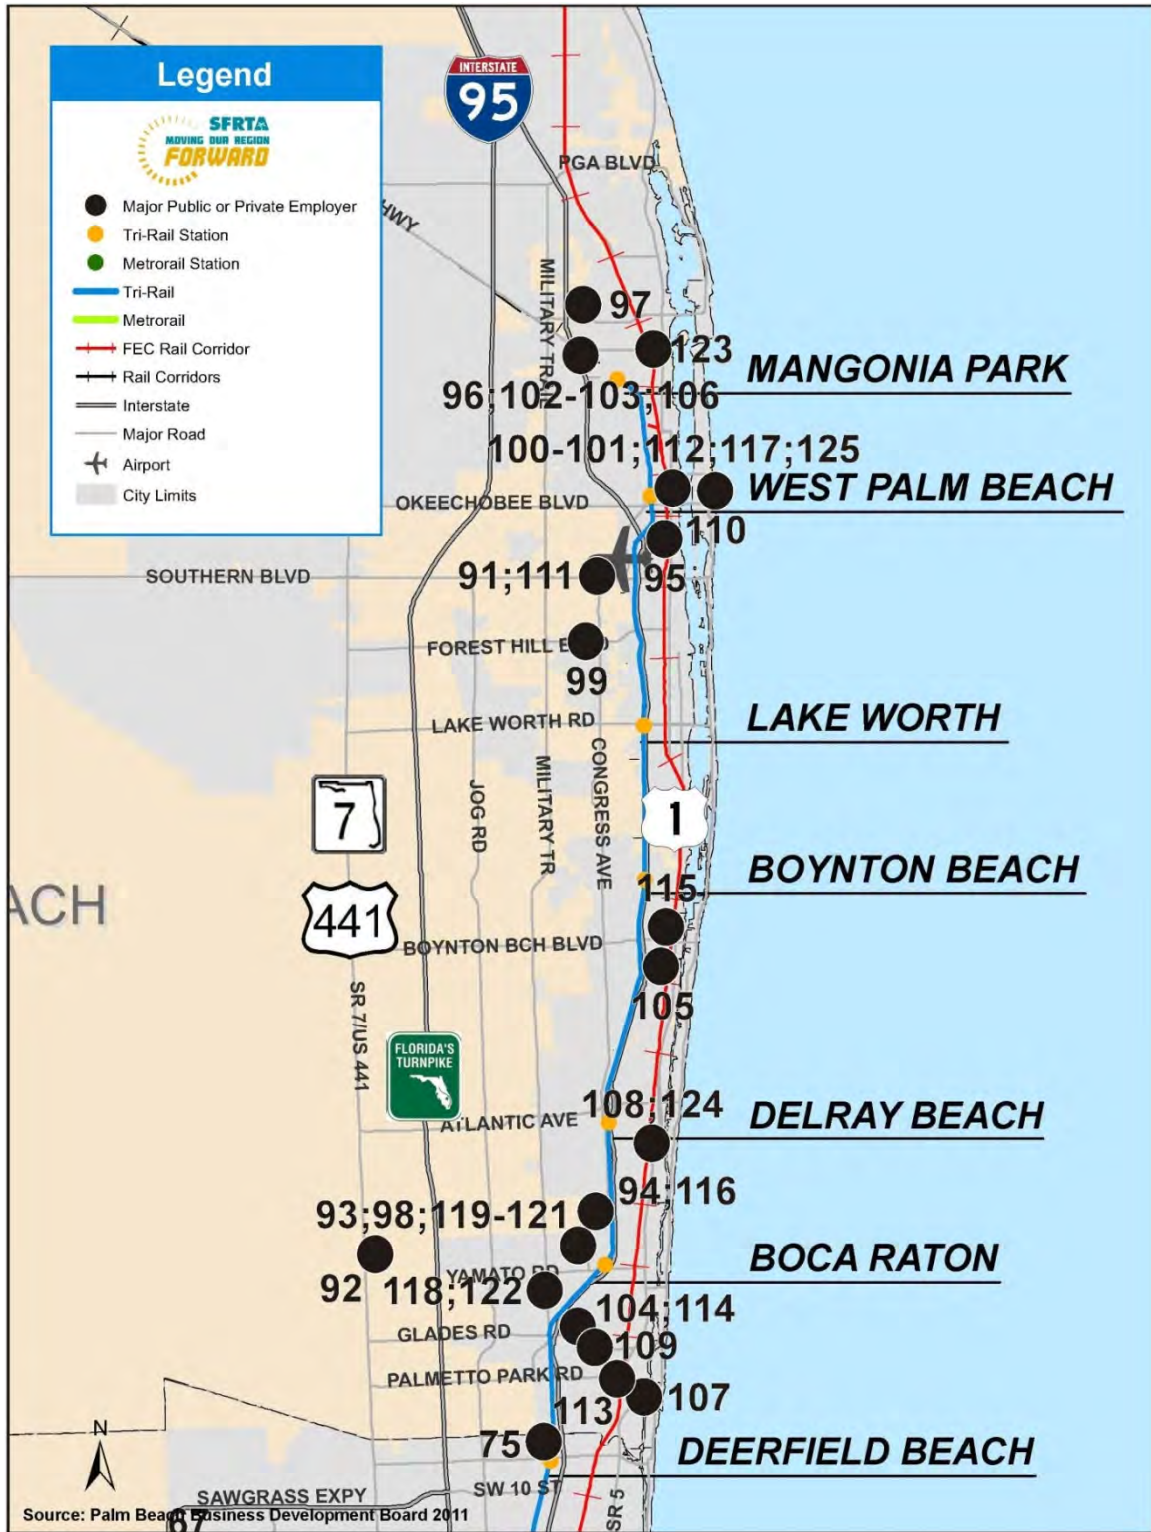 Legend
SFRTA
MOVING OUR REGION
FORWARD
Major Public or Private Employer
Tri-Rail Station
Metrorail Station
Tri-Rail
Metrorail
FEC Rail Corridor
Rail Corridors
Interstate
Major Road
Airport
City Limits
INTERSTATE
95
PGA BLVD
HWY
MILITARY TRAIL
97
123
MANGONIA PARK
96;102-103;106
100-101;112;117;125
WEST PALM BEACH
OKEECHOBEE BLVD
110
SOUTHERN BLVD
91;111
95
FOREST HILL B
99
LAKE WORTH RD
LAKE WORTH
JOG RD
MILITARY TR
CONGRESS AVE
7
1
441
ACH
115
BOYNTON BEACH
BOYNTON BCH BLVD
105
SR 7/US 441
FLORIDA'S
TURNPIKE
108;124
ATLANTIC AVE
DELRAY BEACH
94;116
93;98;119-121
92
YAMATO RD
BOCA RATON
118;122
104;114
GLADES RD
109
PALMETTO PARK RD
107
113
75
DEERFIELD BEACH
N
SW 10 ST
SAWGRASS EXPY
SR 5
67
Source: Palm Beach Business Development Board 2011